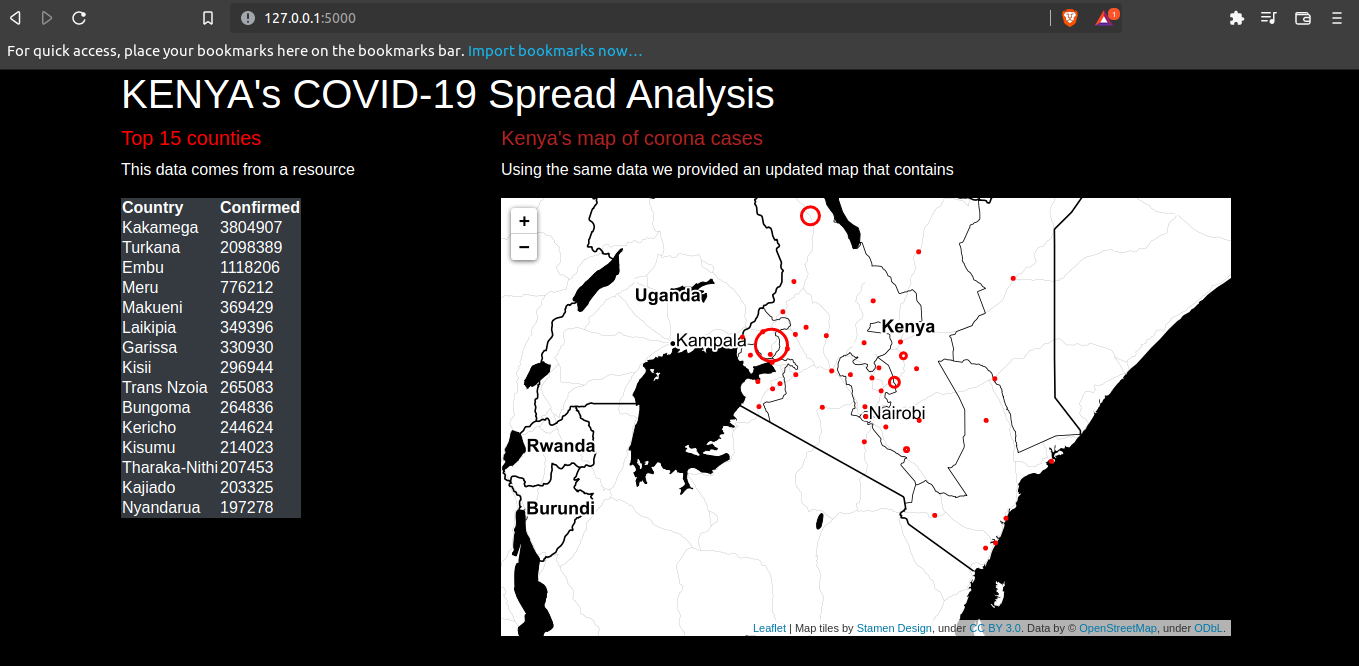 127.0.0.1:5000
1
For quick access, place your bookmarks here on the bookmarks bar. Import bookmarks now...
KENYA's COVID-19 Spread Analysis
Top 15 counties
This data comes from a resource
Country Confirmed
Kakamega 3804907
Turkana 2098389
Embu 1118206
Meru 776212
Makueni 369429
Laikipia 349396
Garissa 330930
Kisii 296944
Trans Nzoia 265083
Bungoma 264836
Kericho 244624
Kisumu 214023
Tharaka-Nithi 207453
Kajiado 203325
Nyandarua 197278
Kenya's map of corona cases
Using the same data we provided an updated map that contains
+
−
Uganda
Kenya
Kampala
Nairobi
Rwanda
Burundi
Leaflet | Map tiles by Stamen Design, under CC BY 3.0. Data by © OpenStreetMap, under ODbL.